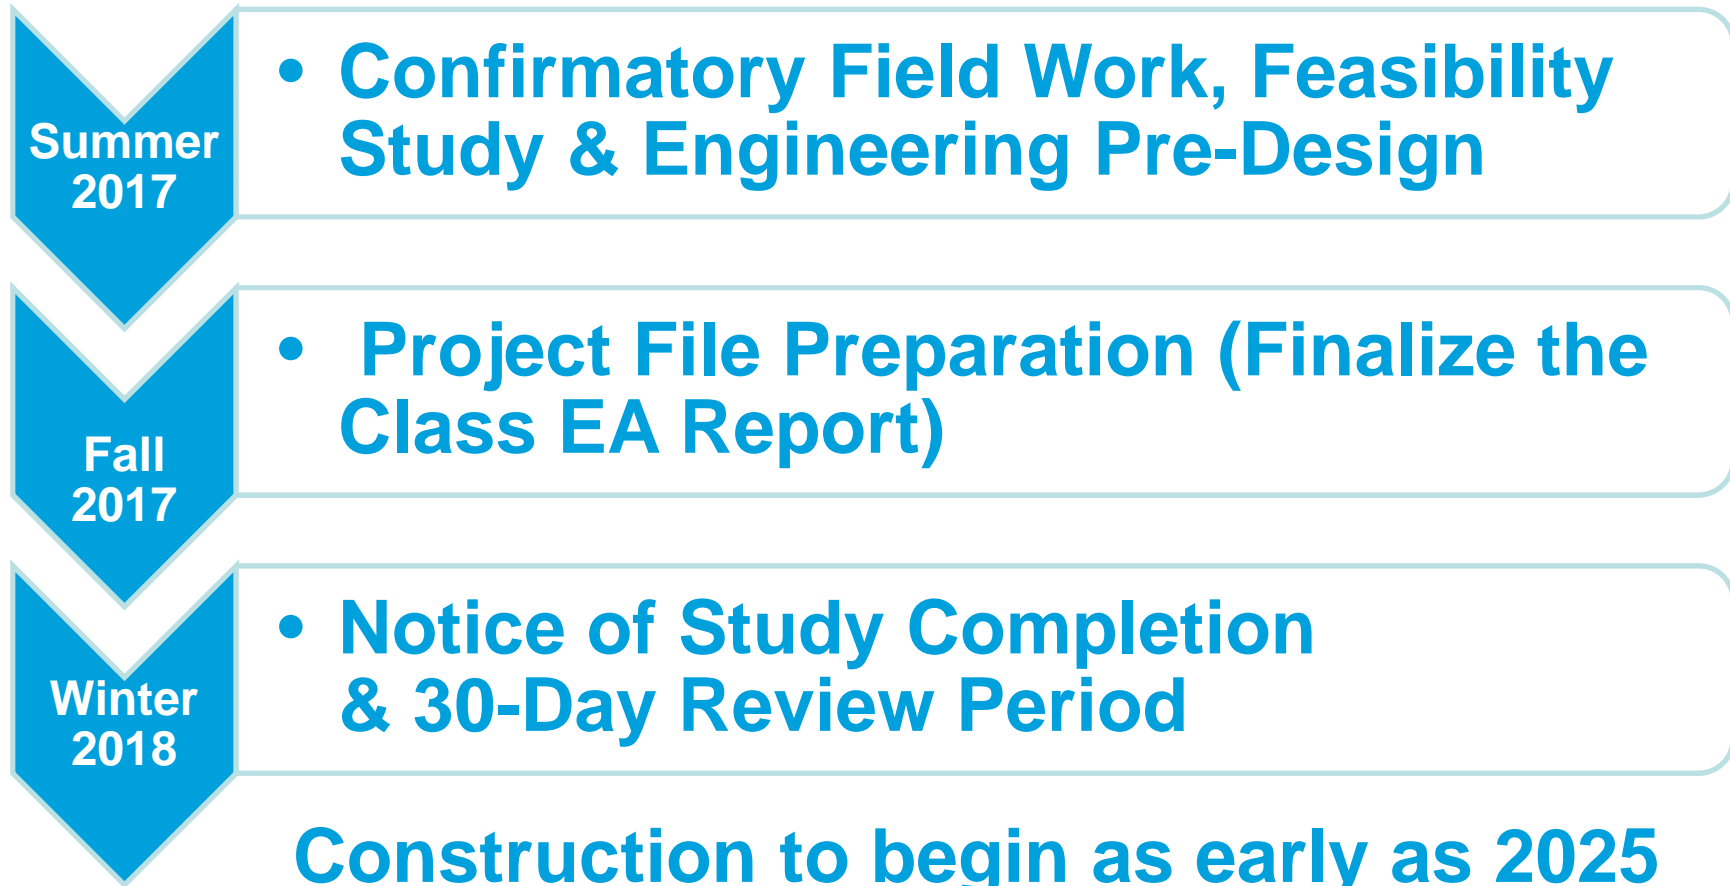 Summer
2017
• Confirmatory Field Work, Feasibility
Study & Engineering Pre-Design
Fall
2017
• Project File Preparation (Finalize the
Class EA Report)
Winter
2018
• Notice of Study Completion
& 30-Day Review Period
Construction to begin as early as 2025